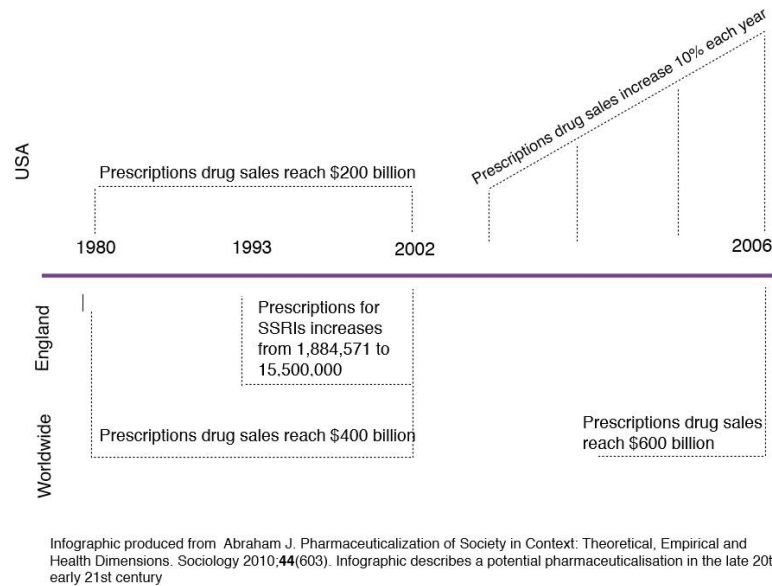 Prescriptions drug sales increase 10% each year
USA
Prescriptions drug sales reach $200 billion
1980
1993
2002
2006
England
Prescriptions for
SSRIs increases
from 1,884,571 to
15,500,000
Worldwide
Prescriptions drug sales reach $400 billion
Prescriptions drug sales
reach $600 billion
Infographic produced from Abraham J. Pharmaceuticalization of Society in Context: Theoretical, Empirical and
Health Dimensions. Sociology 2010;44(603). Infographic describes a potential pharmaceuticalisation in the late
early 21st century